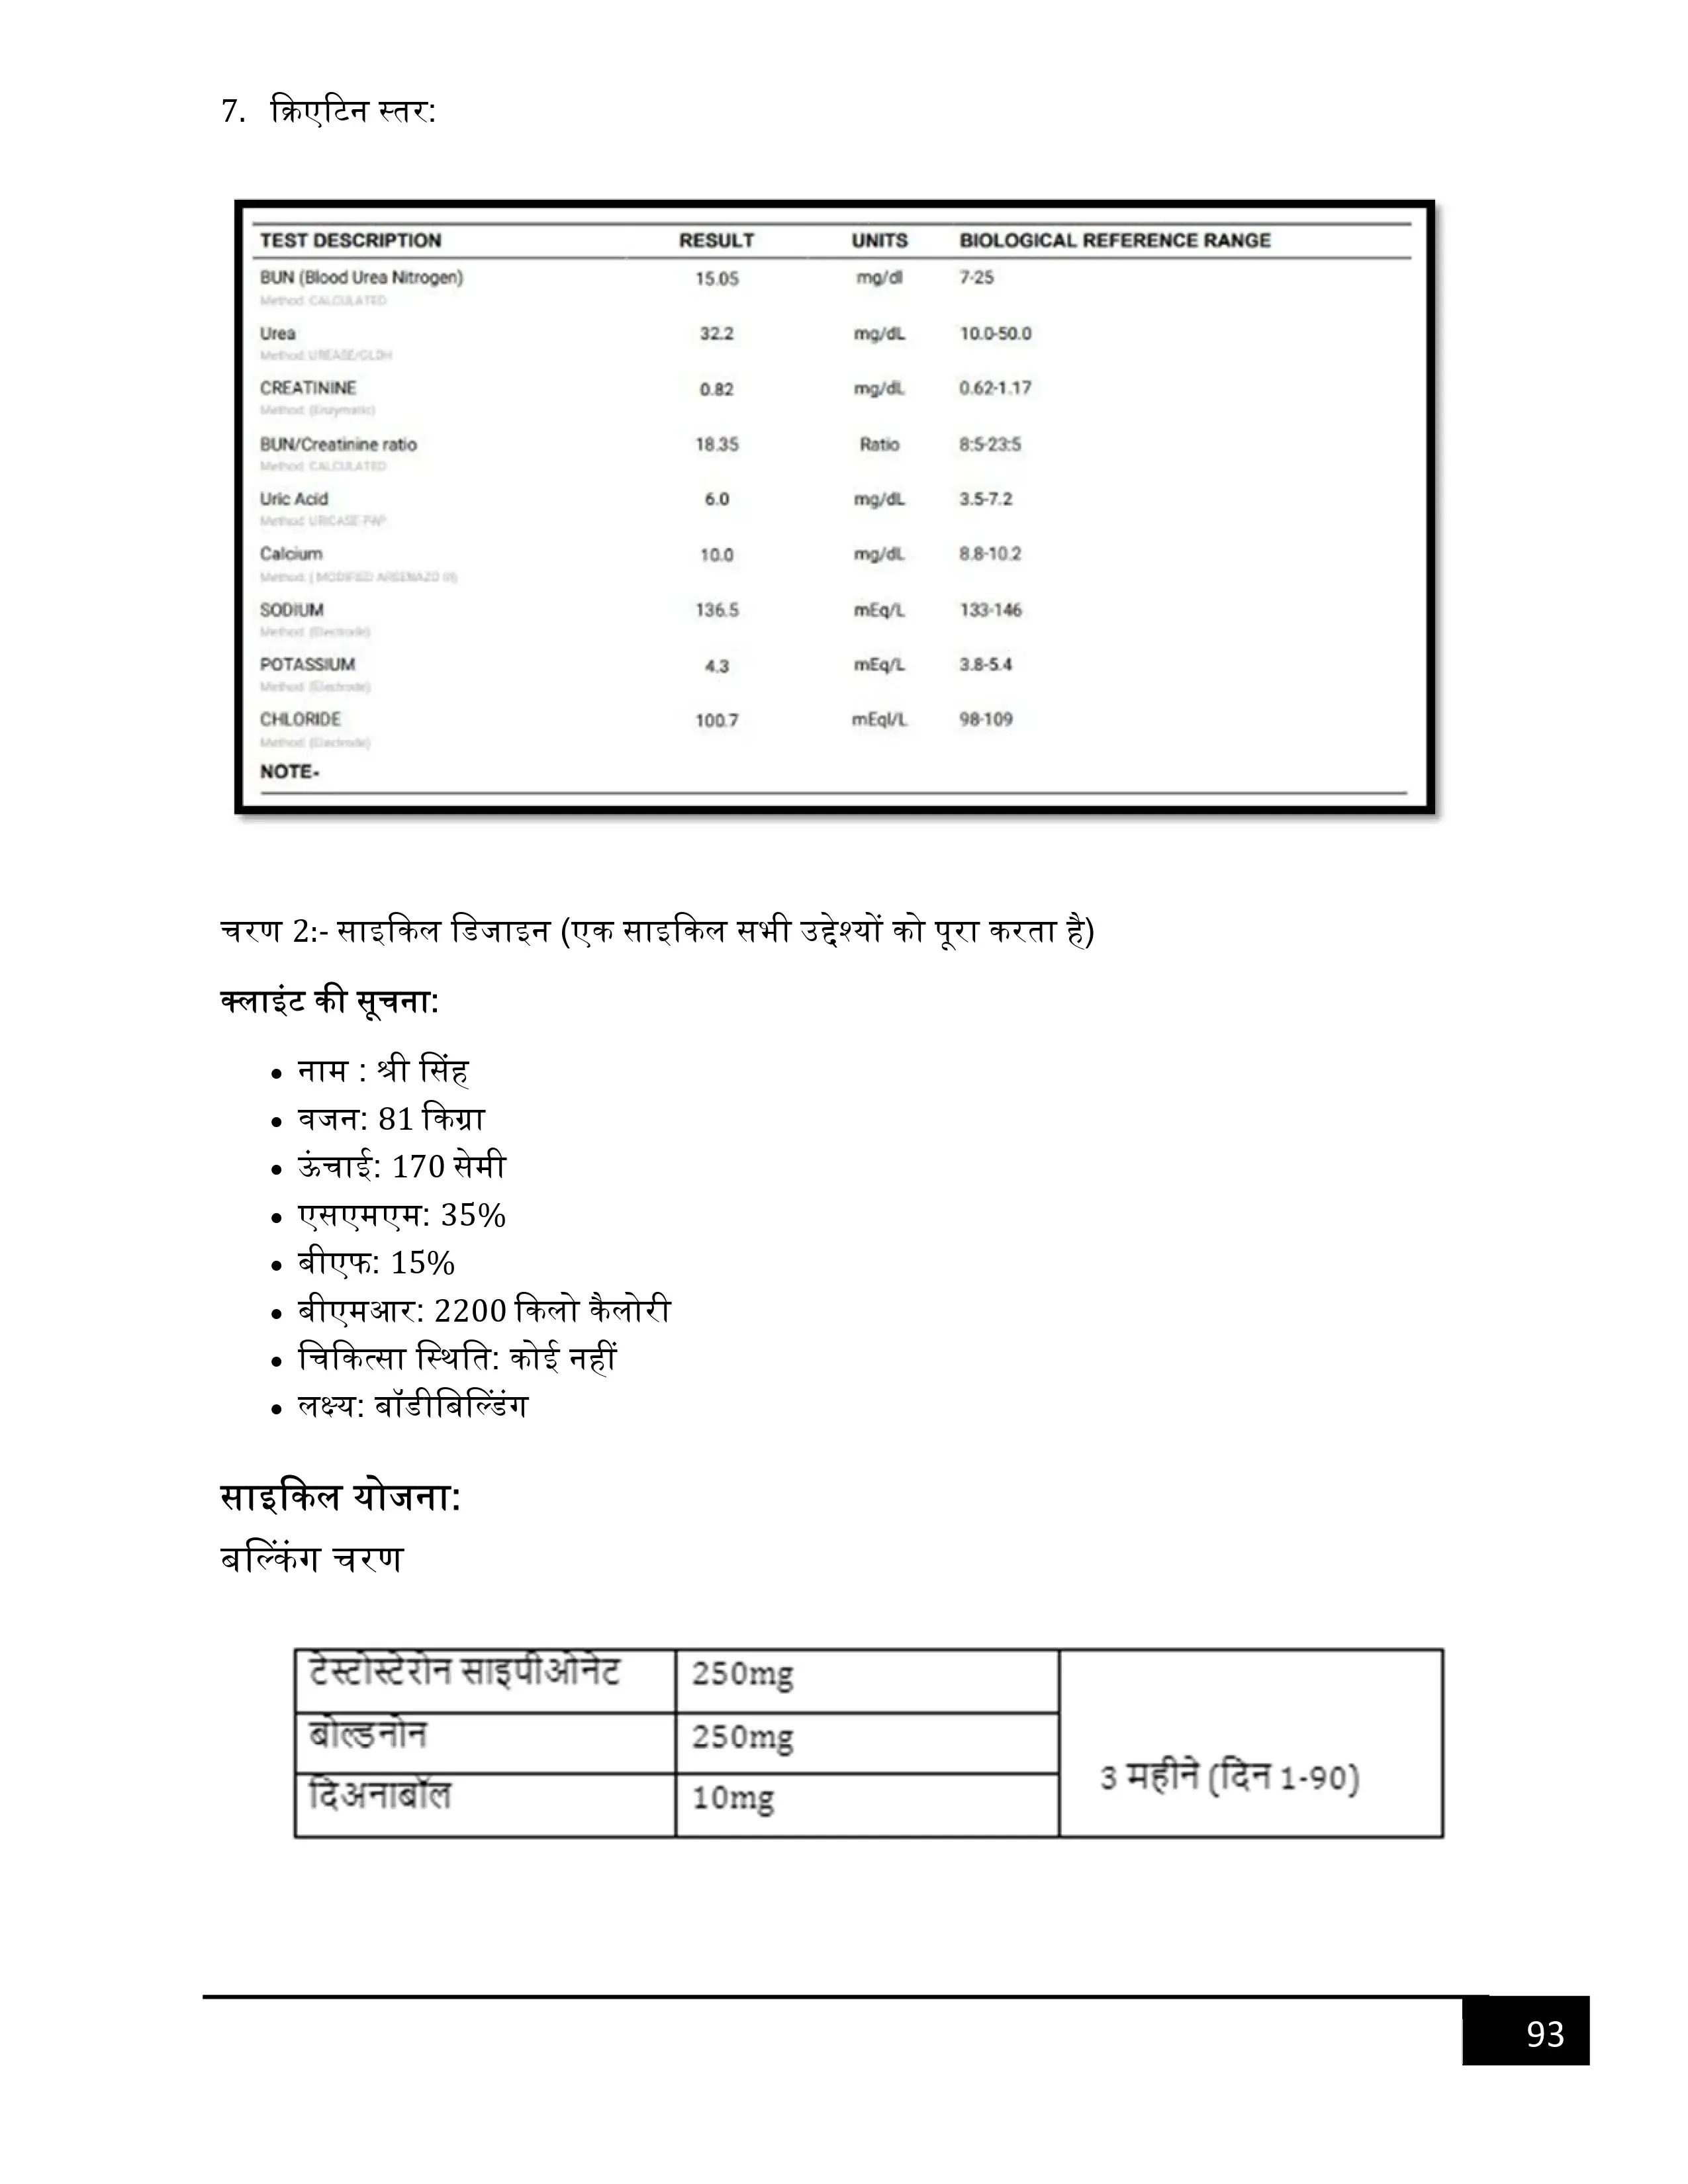 7. क्रिएटिन स्तर:
TEST DESCRIPTION RESULT UNITS BIOLOGICAL REFERENCE RANGE
BUN (Blood Urea Nitrogen) 15.05 mg/dl 7-25
Method: CALCULATED
Urea 32.2 mg/dL 10.0-50.0
Method: UREASE/GLDH
CREATININE 0.82 mg/dL 0.62-1.17
Method: (Enzymatic)
BUN/Creatinine ratio 18.35 Ratio 8:5-23:5
Method: CALCULATED
Uric Acid 6.0 mg/dL 3.5-7.2
Method: URICASE-PAP
Calcium 10.0 mg/dL 8.8-10.2
Method: ( MODIFIED ARSENAZO III)
SODIUM 136.5 mEq/L 133-146
Method: (Electrode)
POTASSIUM 4.3 mEq/L 3.8-5.4
Method: (Electrode)
CHLORIDE 100.7 mEql/L 98-109
Method: (Electrode)
NOTE-
चरण 2:- साइकिल डिजाइन (एक साइकिल सभी उद्देश्यों को पूरा करता है)
क्लाइंट की सूचना:
• नाम : श्री सिंह
• वजन: 81 किग्रा
• ऊंचाई: 170 सेमी
• एसएमएम: 35%
• बीएफ: 15%
• बीएमआर: 2200 किलो कैलोरी
• चिकित्सा स्थिति: कोई नहीं
• लक्ष्य: बॉडीबिल्डिंग
साइकिल योजना:
बल्किंग चरण
टेस्टोस्टेरोन साइपीओनेट 250mg
बोल्डनोन 250mg
दिअनाबॉल 10mg
3 महीने (दिन 1-90)
93